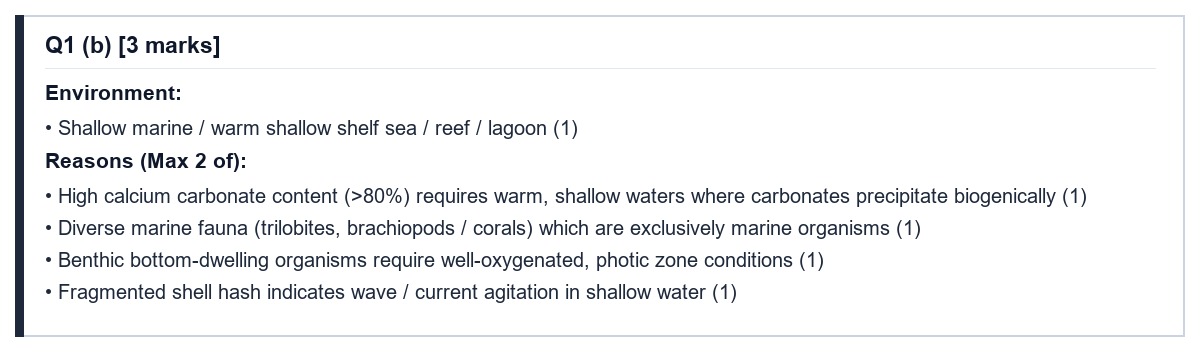 Q1 (b) [3 marks]
Environment:
• Shallow marine / warm shallow shelf sea / reef / lagoon (1)
Reasons (Max 2 of):
• High calcium carbonate content (>80%) requires warm, shallow waters where carbonates precipitate biogenically (1)
• Diverse marine fauna (trilobites, brachiopods / corals) which are exclusively marine organisms (1)
• Benthic bottom-dwelling organisms require well-oxygenated, photic zone conditions (1)
• Fragmented shell hash indicates wave / current agitation in shallow water (1)